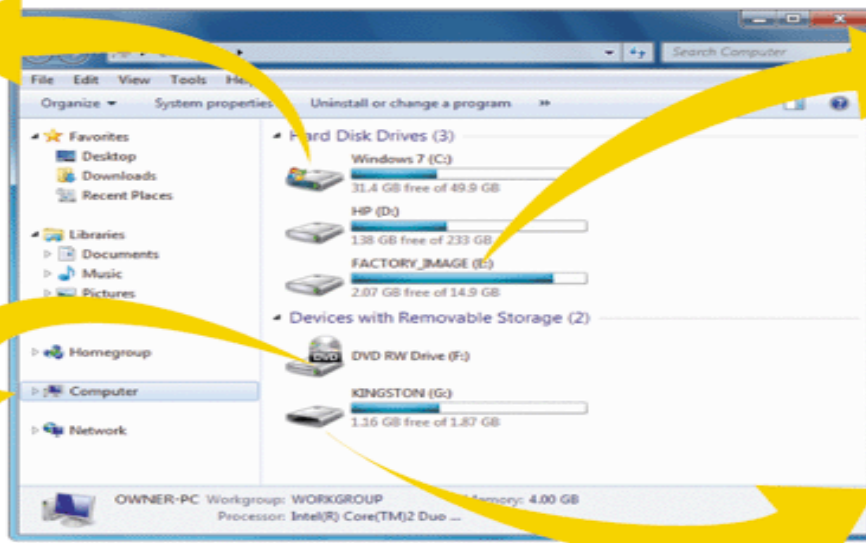 Search Computer
File Edit View Tools
Organize System properties Uninstall or change a program »
Favorites
Desktop
Downloads
Recent Places
Libraries
Documents
Music
Pictures
Homegroup
Computer
Network
Hard Disk Drives (3)
Windows 7 (C:)
31.4 GB free of 49.9 GB
HP (D:)
138 GB free of 233 GB
FACTORY_IMAGE (E:)
2.07 GB free of 14.9 GB
Devices with Removable Storage (2)
DVD
DVD RW Drive (F:)
KINGSTON (G:)
1.16 GB free of 1.87 GB
OWNER-PC Workgroup: WORKGROUP Memory: 4.00 GB
Processor: Intel(R) Core(TM)2 Duo ...